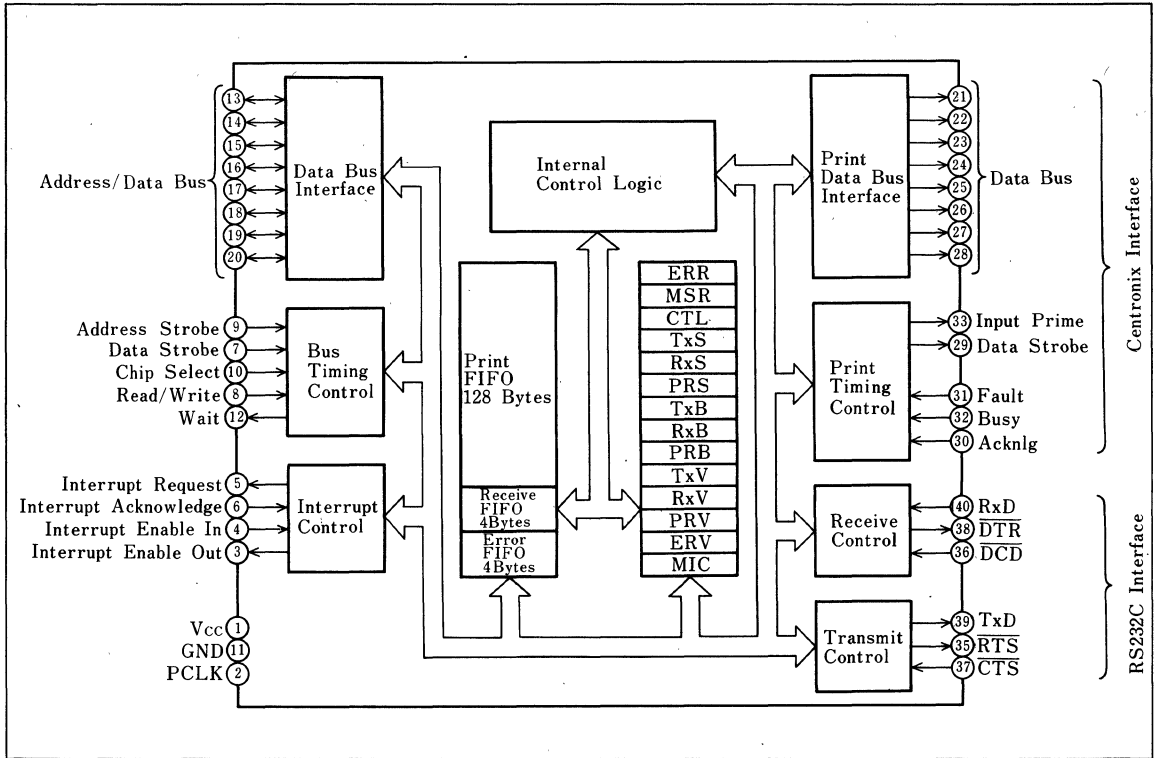 Address/Data Bus
13
14
15
16
17
18
19
20
Data Bus
Interface
Address Strobe 9
Data Strobe 7
Chip Select 10
Read/Write 8
Wait 12
Bus
Timing
Control
Interrupt Request 5
Interrupt Acknowledge 6
Interrupt Enable In 4
Interrupt Enable Out 3
Interrupt
Control
Vcc 1
GND 11
PCLK 2
Internal
Control Logic
Print
FIFO
128 Bytes
Receive
FIFO
4Bytes
Error
FIFO
4Bytes
ERR
MSR
CTL
TxS
RxS
PRS
TxB
RxB
PRB
TxV
RxV
PRV
ERV
MIC
Print
Data Bus
Interface
21
22
23
24
25
26
27
28
Data Bus
Print
Timing
Control
33 Input Prime
29 Data Strobe
31 Fault
32 Busy
30 Acknlg
Centronix Interface
Receive
Control
40 RxD
38 DTR
36 DCD
Transmit
Control
39 TxD
35 RTS
37 CTS
RS232C Interface